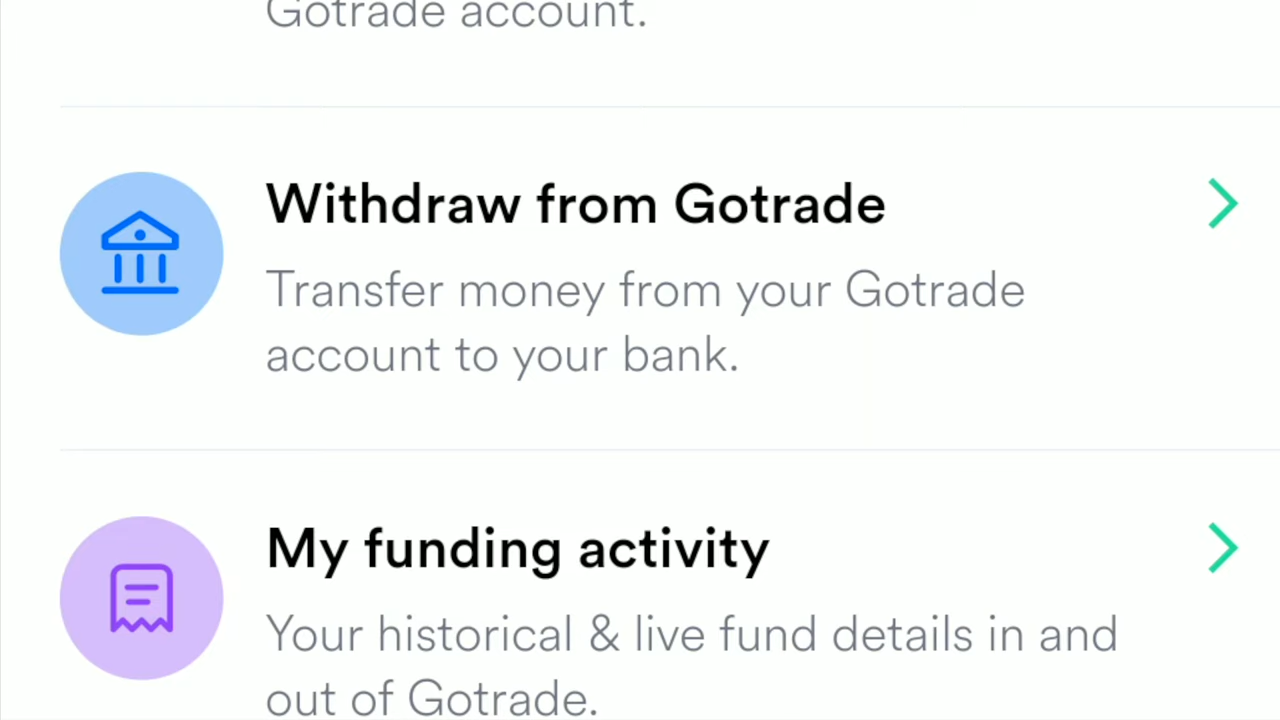 Gotrade account.
Withdraw from Gotrade
Transfer money from your Gotrade
account to your bank.
My funding activity
Your historical & live fund details in and
out of Gotrade.